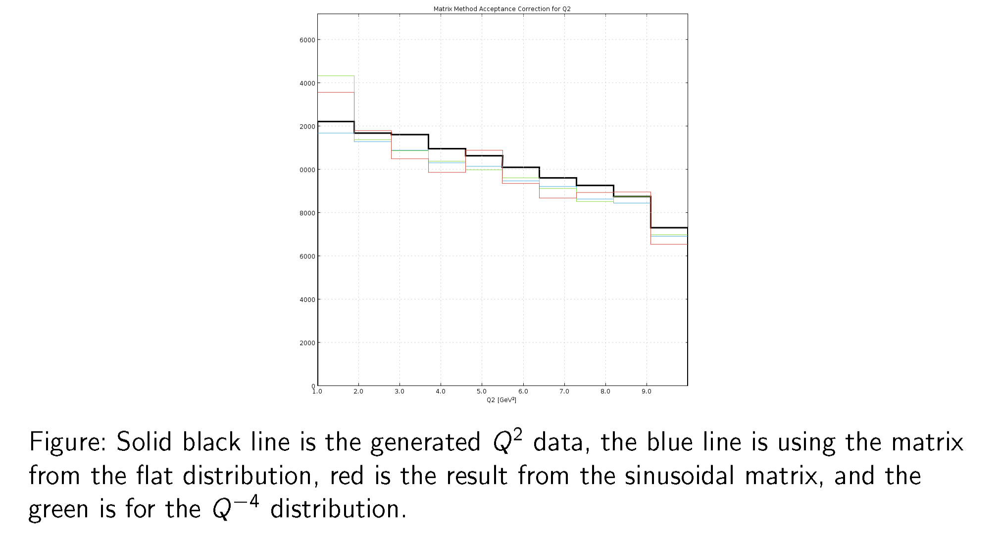 Matrix Method Acceptance Correction for Q2
6000
4000
2000
0000
8000
6000
4000
2000
0
1.0 2.0 3.0 4.0 5.0 6.0 7.0 8.0 9.0
Q2 [GeV²]
Figure: Solid black line is the generated Q² data, the blue line is using the matrix
from the flat distribution, red is the result from the sinusoidal matrix, and the
green is for the Q⁻⁴ distribution.